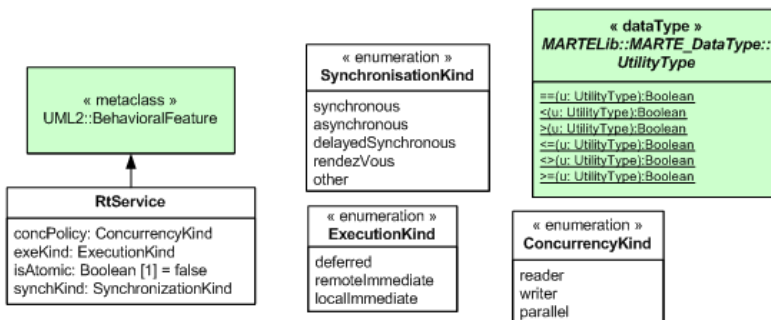 « metaclass »
UML2::BehavioralFeature
RtService
concPolicy: ConcurrencyKind
exeKind: ExecutionKind
isAtomic: Boolean [1] = false
synchKind: SynchronizationKind
« enumeration »
SynchronisationKind
synchronous
asynchronous
delayedSynchronous
rendezVous
other
« enumeration »
ExecutionKind
deferred
remoteImmediate
localImmediate
« dataType »
MARTELib::MARTE_DataType::
UtilityType
==(u: UtilityType):Boolean
<(u: UtilityType):Boolean
>(u: UtilityType):Boolean
<=(u: UtilityType):Boolean
<>(u: UtilityType):Boolean
>=(u: UtilityType):Boolean
« enumeration »
ConcurrencyKind
reader
writer
parallel